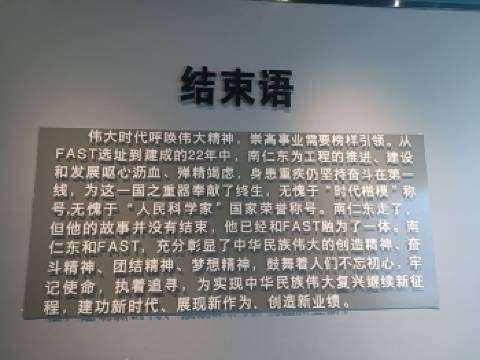 结束语
伟大时代呼唤伟大精神，崇高事业需要榜样引领。从
FAST选址到建成的22年中，南仁东为工程的推进、建设
和发展呕心沥血、殚精竭虑，身患重疾仍坚持奋斗在第一
线，为这一国之重器奉献了终生，无愧于“时代楷模”称
号,无愧于“人民科学家”国家荣誉称号。南仁东走了，
但他的故事并没有结束，他已经和FAST融为了一体。南
仁东和FAST，充分彰显了中华民族伟大的创造精神、奋
斗精神、团结精神、梦想精神，鼓舞着人们不忘初心，牢
记使命，执着追寻，为实现中华民族伟大复兴继续新征
程，建功新时代、展现新作为、创造新业绩。